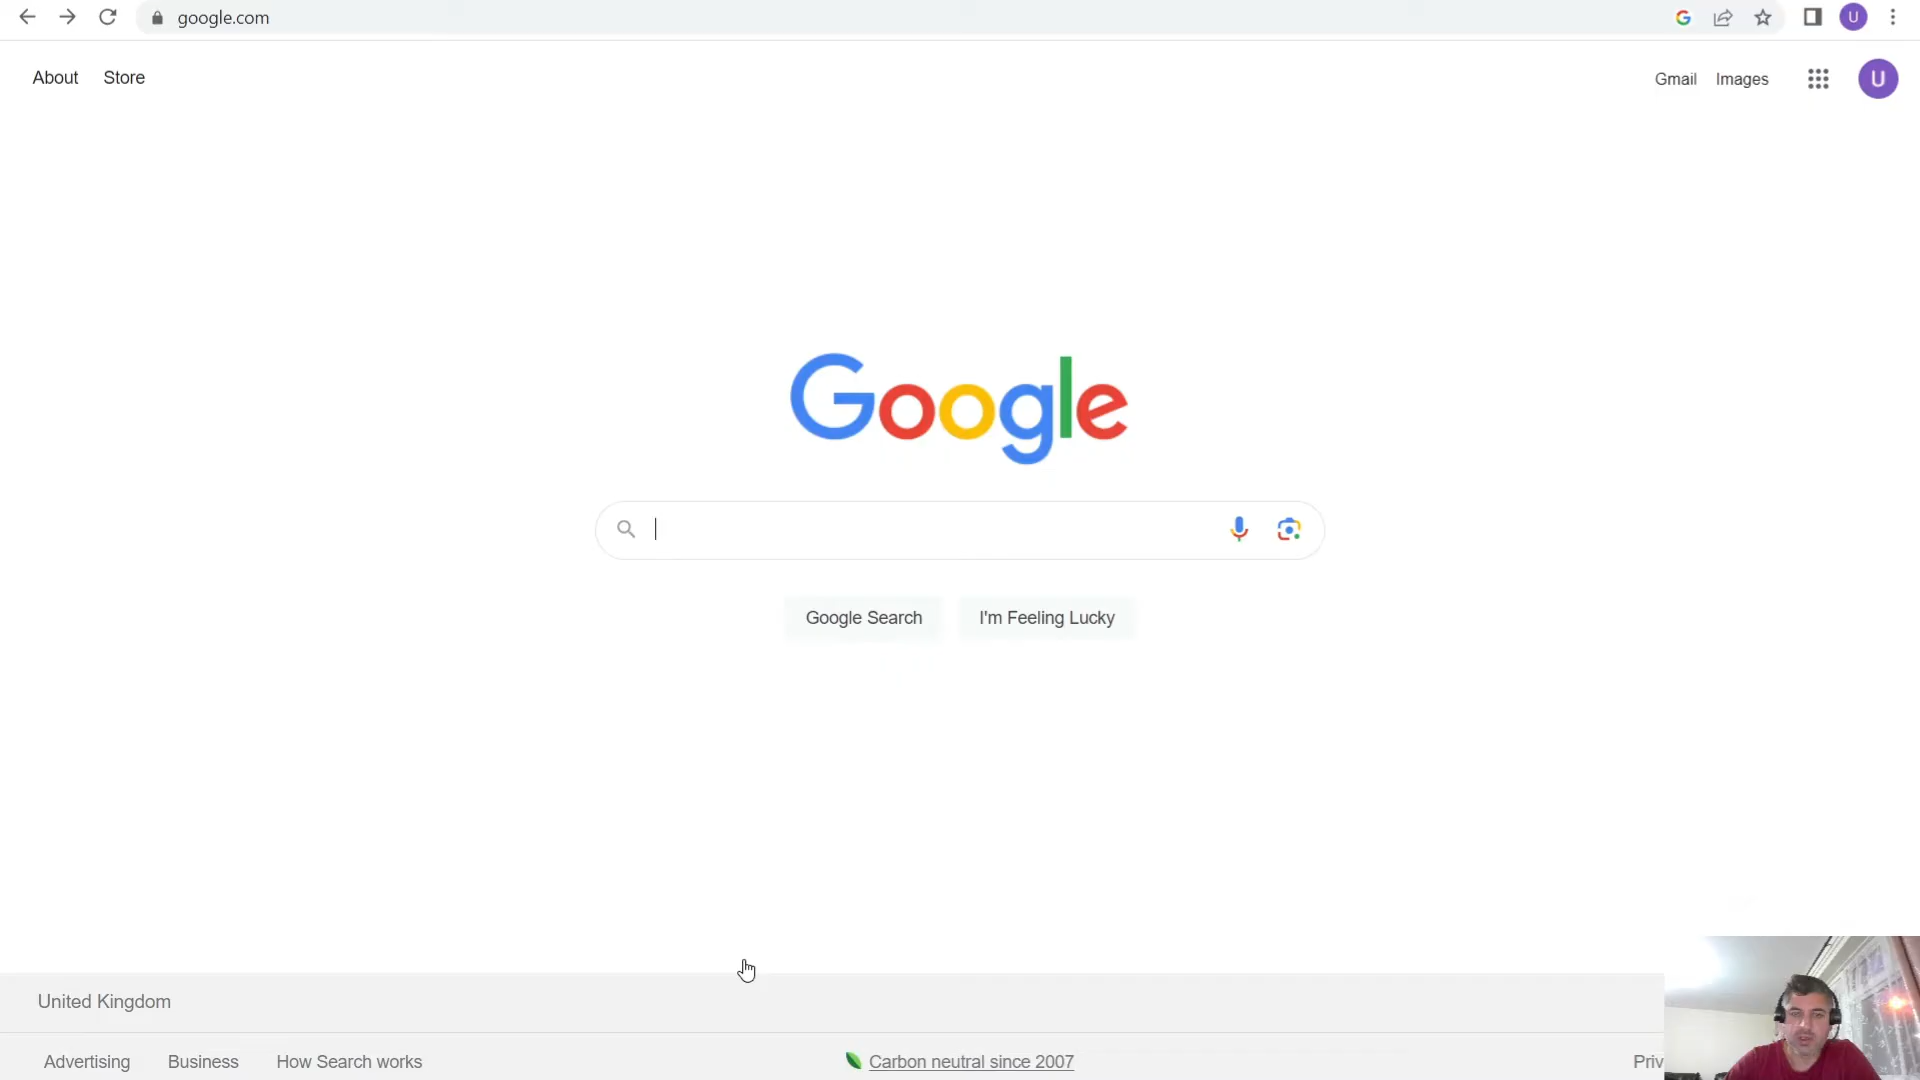 google.com
U
About
Store
Gmail
Images
U
Google
Google Search
I'm Feeling Lucky
United Kingdom
Advertising
Business
How Search works
Carbon neutral since 2007
Priv